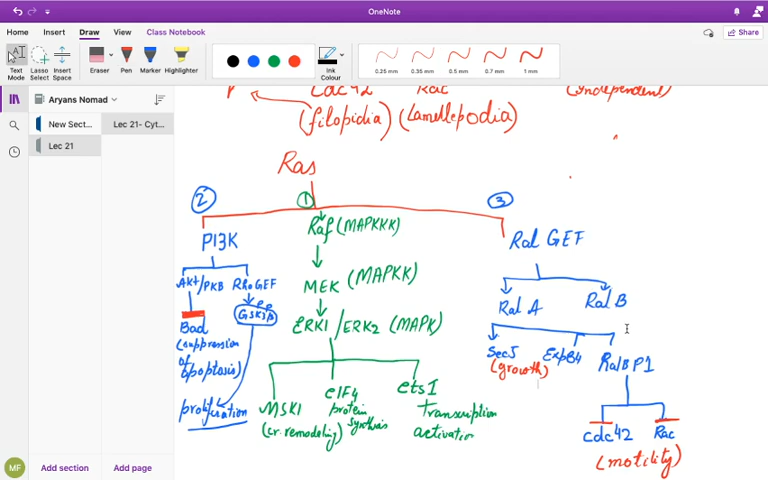 OneNote
Home Insert Draw View Class Notebook
Share
Text Mode
Lasso Select
Insert Space
Eraser
Pen
Marker
Highlighter
Ink Colour
0.25 mm
0.35 mm
0.5 mm
0.7 mm
1 mm
Aryans Nomad
New Sect...
Lec 21- Cyt...
Lec 21
Cdc42 Rac (independent)
(filopidia) (Lamellepodia)
Ras
2 1 3
PI3K
Raf (MAPKKK)
Ral GEF
Akt/PKB RhoGEF
MEK (MAPKK)
Ral A Ral B
GSK3β
ERK1/ERK2 (MAPK)
Bad
(suppression
of
apoptosis)
proliferation
Sec5
(growth)
Exp84
RalBP1
MSK1
(cr. remodeling)
eIF4
protein
synthesis
ets1
Transcription
activation
cdc42 Rac
(motility)
MF
Add section
Add page